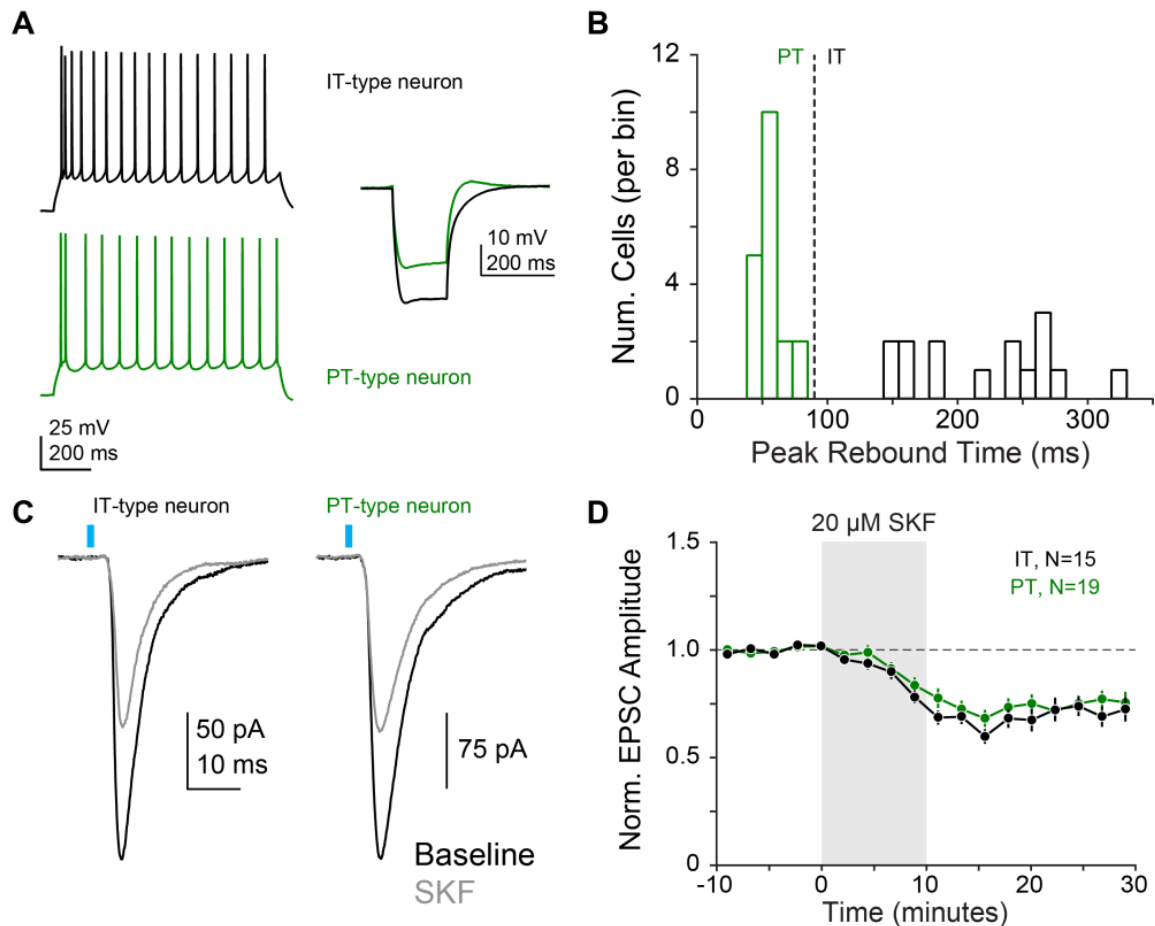 A
IT-type neuron
PT-type neuron
25 mV
200 ms
10 mV
200 ms
B
PT IT
Num. Cells (per bin)
12
8
4
0
0 100 200 300
Peak Rebound Time (ms)
C
IT-type neuron
PT-type neuron
50 pA
10 ms
75 pA
Baseline
SKF
D
20 µM SKF
IT, N=15
PT, N=19
Norm. EPSC Amplitude
1.5
1.0
0.5
0
-10 0 10 20 30
Time (minutes)